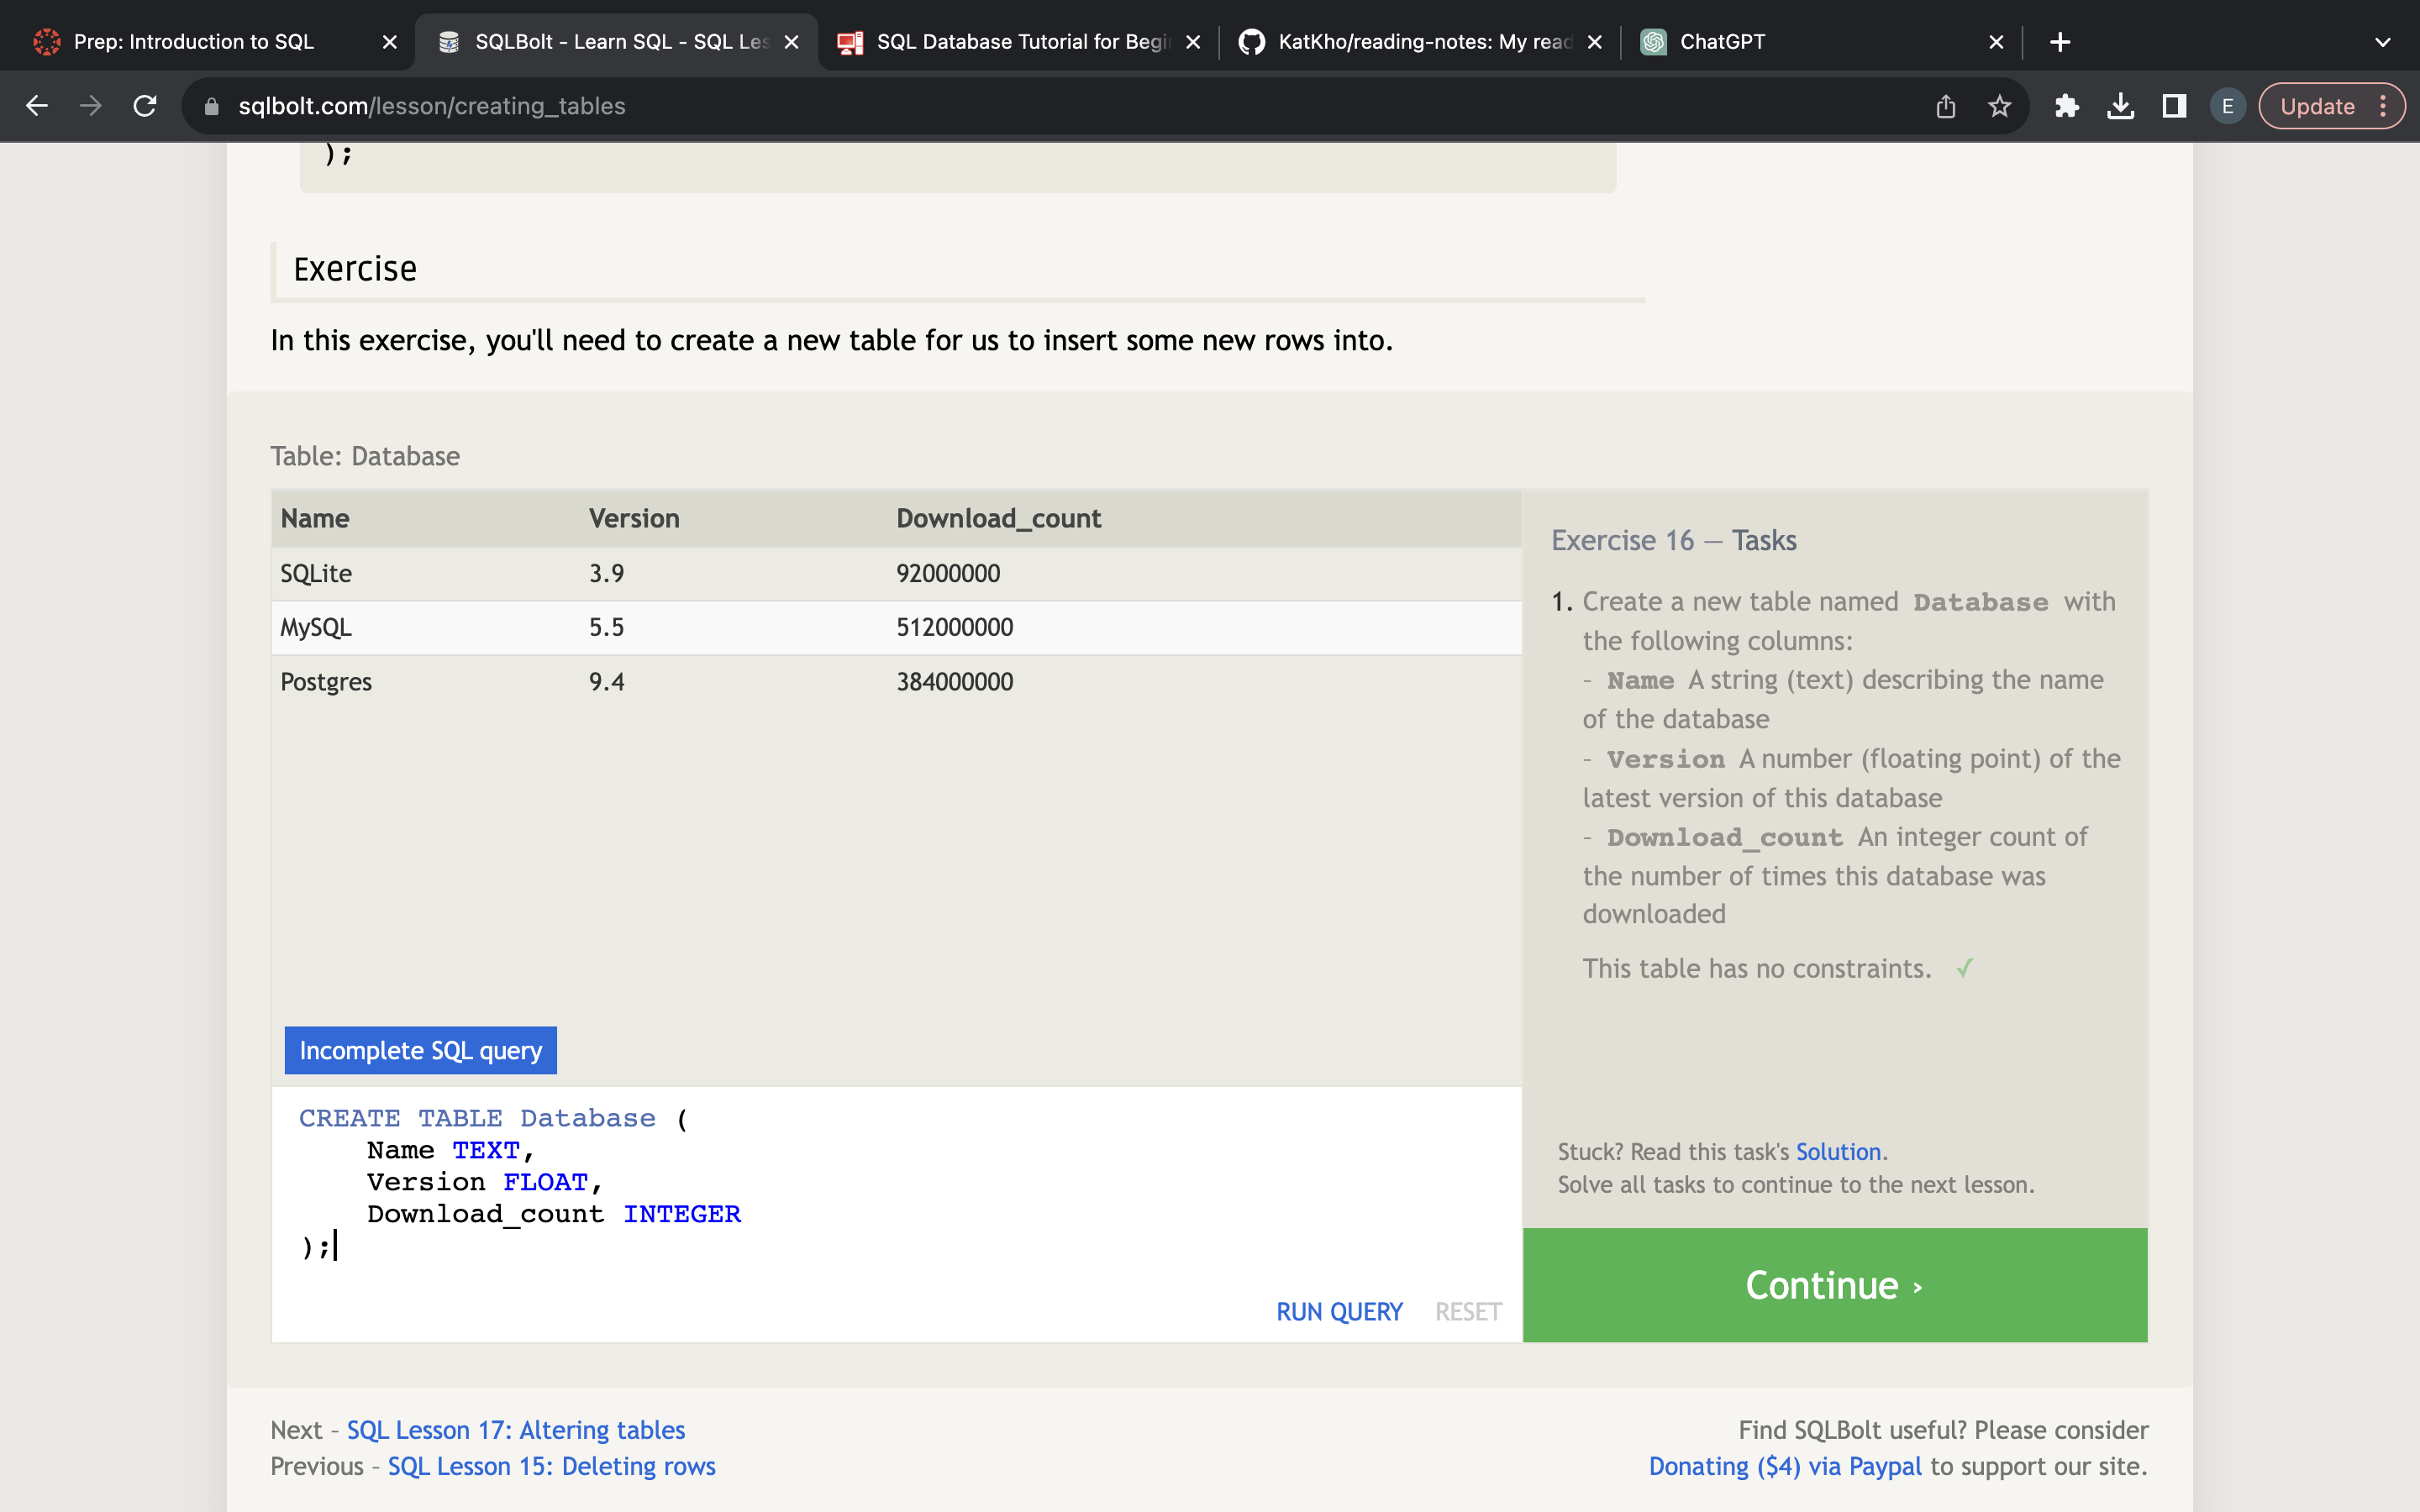 Prep: Introduction to SQL
SQLBolt - Learn SQL - SQL Les
SQL Database Tutorial for Begi
KatKho/reading-notes: My read
ChatGPT
sqlbolt.com/lesson/creating_tables
E
Update
);
Exercise
In this exercise, you'll need to create a new table for us to insert some new rows into.
Table: Database
Name Version Download_count
SQLite 3.9 92000000
MySQL 5.5 512000000
Postgres 9.4 384000000
Incomplete SQL query
CREATE TABLE Database (
Name TEXT,
Version FLOAT,
Download_count INTEGER
);
RUN QUERY RESET
Exercise 16 — Tasks
1. Create a new table named Database with
the following columns:
- Name A string (text) describing the name
of the database
- Version A number (floating point) of the
latest version of this database
- Download_count An integer count of
the number of times this database was
downloaded
This table has no constraints. ✓
Stuck? Read this task's Solution.
Solve all tasks to continue to the next lesson.
Continue ›
Next – SQL Lesson 17: Altering tables
Previous – SQL Lesson 15: Deleting rows
Find SQLBolt useful? Please consider
Donating ($4) via Paypal to support our site.